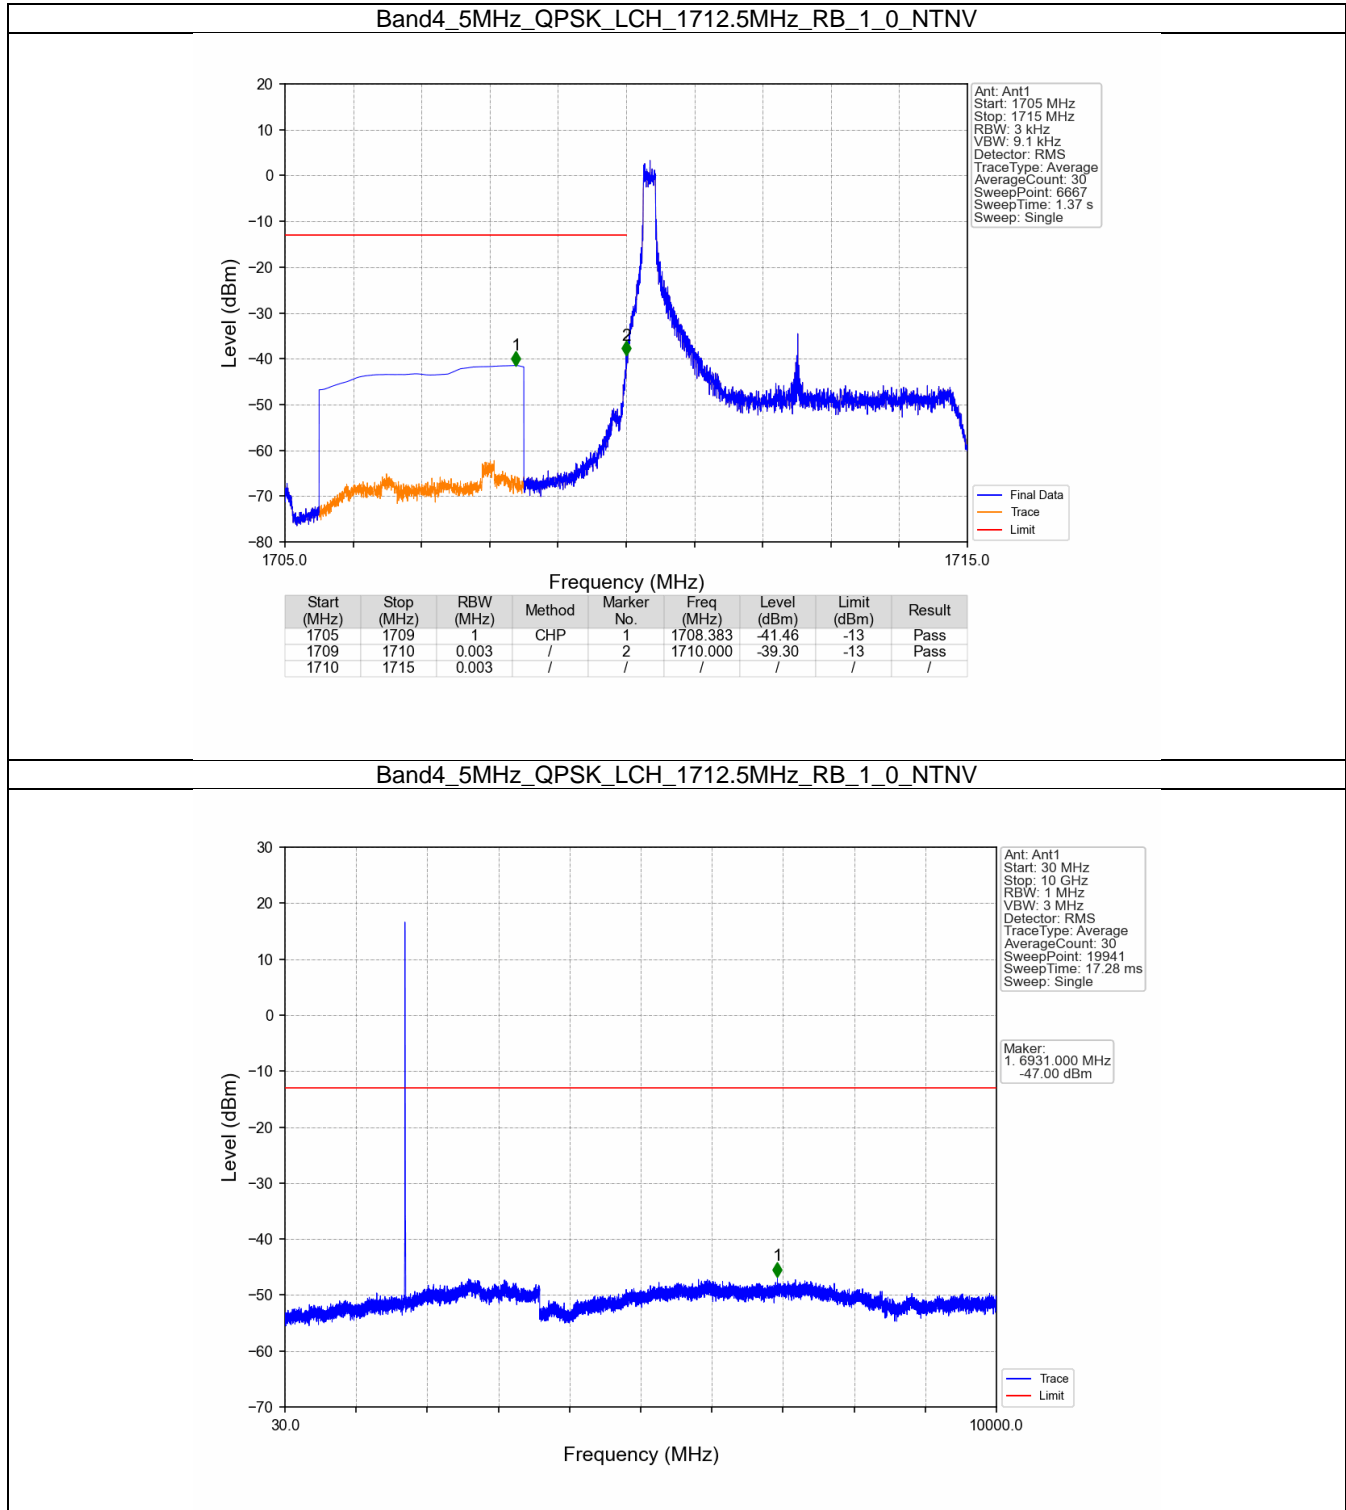 Band4_5MHz_QPSK_LCH_1712.5MHz_RB_1_0_NTNV
20
10
0
−10
−20
−30
−40
−50
−60
−70
−80
Level (dBm)
1
2
1705.0
1715.0
Frequency (MHz)
Ant: Ant1
Start: 1705 MHz
Stop: 1715 MHz
RBW: 3 kHz
VBW: 9.1 kHz
Detector: RMS
TraceType: Average
AverageCount: 30
SweepPoint: 6667
SweepTime: 1.37 s
Sweep: Single
Final Data
Trace
Limit
Start (MHz) Stop (MHz) RBW (MHz) Method Marker No. Freq (MHz) Level (dBm) Limit (dBm) Result
1705 1709 1 CHP 1 1708.383 -41.46 -13 Pass
1709 1710 0.003 / 2 1710.000 -39.30 -13 Pass
1710 1715 0.003 / / / / / /
Band4_5MHz_QPSK_LCH_1712.5MHz_RB_1_0_NTNV
30
20
10
0
−10
−20
−30
−40
−50
−60
−70
Level (dBm)
1
30.0
10000.0
Frequency (MHz)
Ant: Ant1
Start: 30 MHz
Stop: 10 GHz
RBW: 1 MHz
VBW: 3 MHz
Detector: RMS
TraceType: Average
AverageCount: 30
SweepPoint: 19941
SweepTime: 17.28 ms
Sweep: Single
Maker:
1. 6931.000 MHz
-47.00 dBm
Trace
Limit